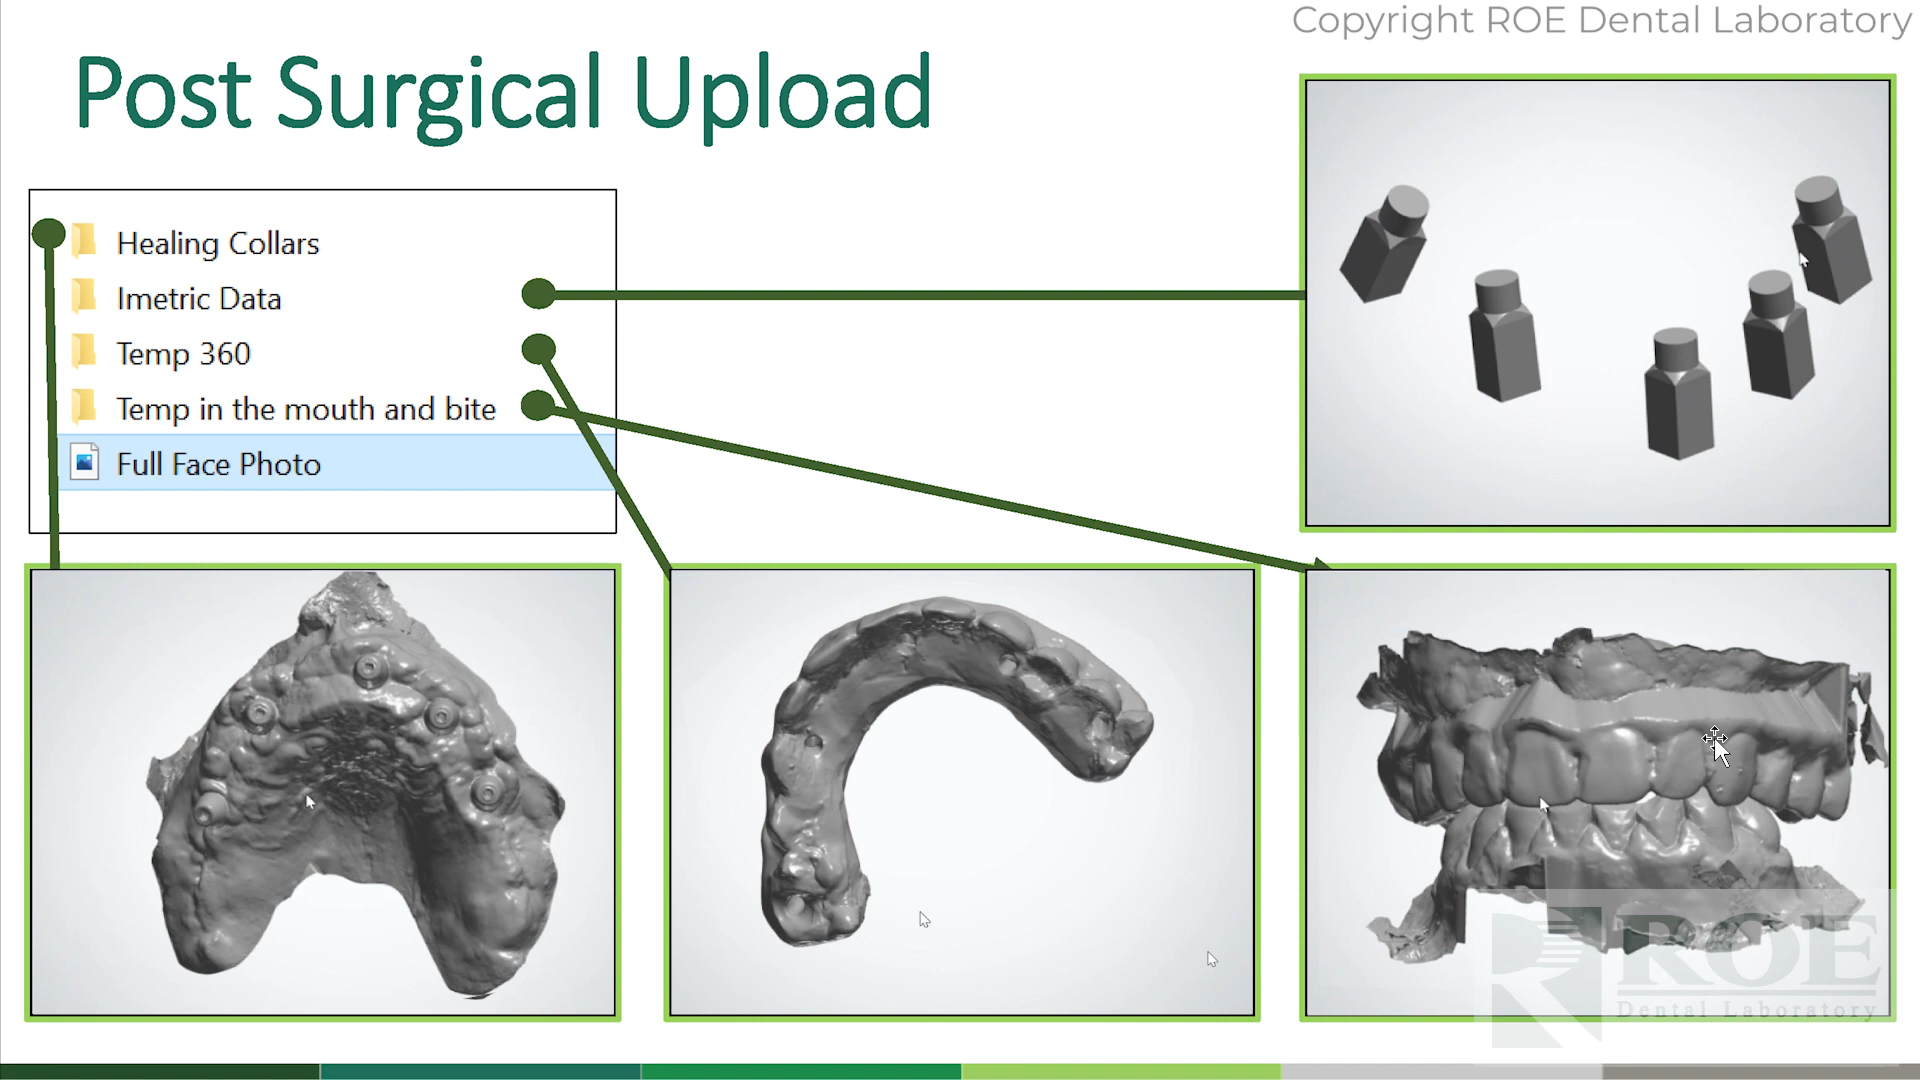 Copyright ROE Dental Laboratory
Post Surgical Upload
Healing Collars
Imetric Data
Temp 360
Temp in the mouth and bite
Full Face Photo
ROE
Dental Laboratory